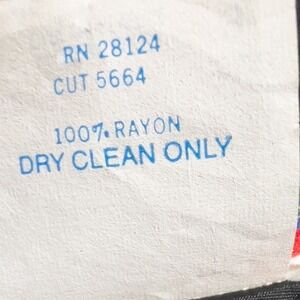 RN 28124
CUT 5664
100% RAYON
DRY CLEAN ONLY